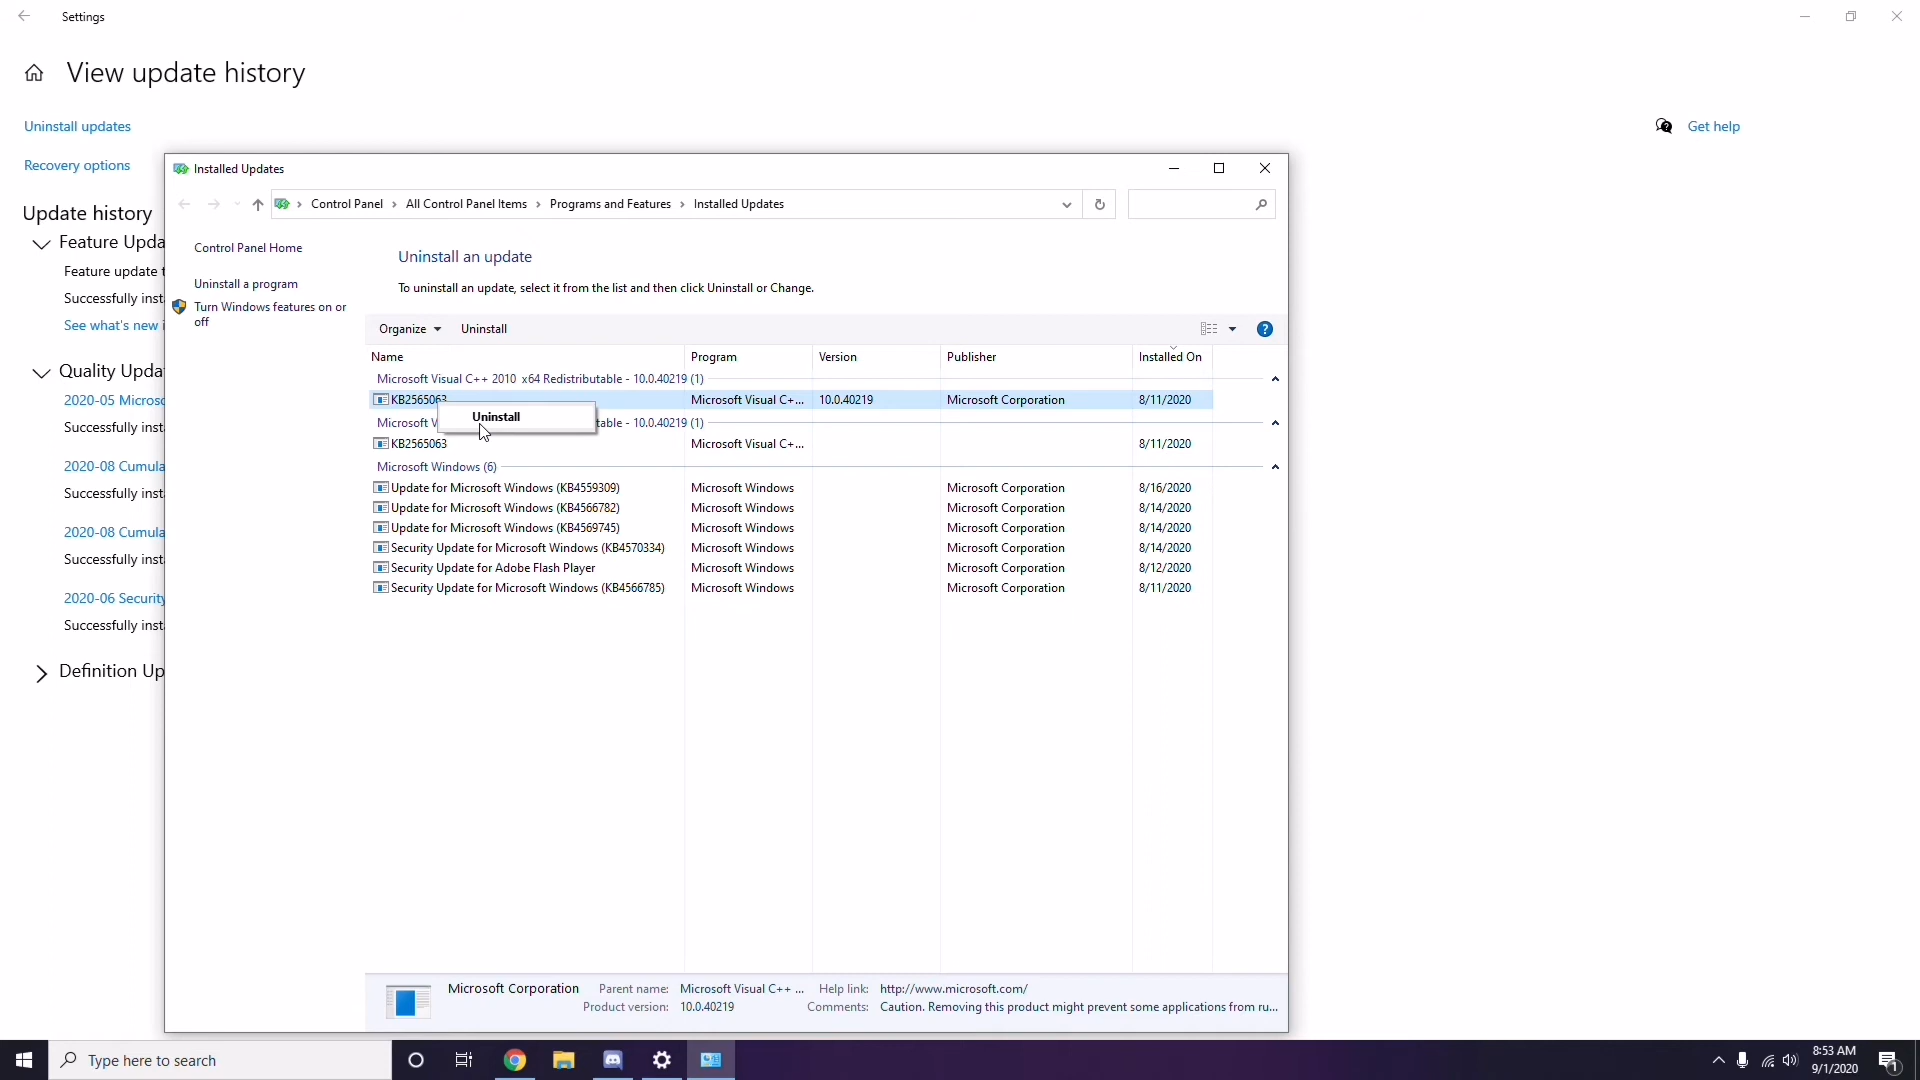 Settings
View update history
Uninstall updates
Get help
Recovery options
Update history
Feature Upda
Feature update t
Successfully inst
See what's new i
Quality Upda
2020-05 Microso
Successfully inst
2020-08 Cumula
Successfully inst
2020-08 Cumula
Successfully inst
2020-06 Security
Successfully inst
Definition Up
Installed Updates
Control Panel > All Control Panel Items > Programs and Features > Installed Updates
Control Panel Home
Uninstall a program
Turn Windows features on or
off
Uninstall an update
To uninstall an update, select it from the list and then click Uninstall or Change.
Organize Uninstall ?
Name Program Version Publisher Installed On
Microsoft Visual C++ 2010 x64 Redistributable - 10.0.40219 (1)
KB2565063 Microsoft Visual C+... 10.0.40219 Microsoft Corporation 8/11/2020
Uninstall
Microsoft V table - 10.0.40219 (1)
KB2565063 Microsoft Visual C+... 8/11/2020
Microsoft Windows (6)
Update for Microsoft Windows (KB4559309) Microsoft Windows Microsoft Corporation 8/16/2020
Update for Microsoft Windows (KB4566782) Microsoft Windows Microsoft Corporation 8/14/2020
Update for Microsoft Windows (KB4569745) Microsoft Windows Microsoft Corporation 8/14/2020
Security Update for Microsoft Windows (KB4570334) Microsoft Windows Microsoft Corporation 8/14/2020
Security Update for Adobe Flash Player Microsoft Windows Microsoft Corporation 8/12/2020
Security Update for Microsoft Windows (KB4566785) Microsoft Windows Microsoft Corporation 8/11/2020
Microsoft Corporation Parent name: Microsoft Visual C++ ... Help link: http://www.microsoft.com/
Product version: 10.0.40219 Comments: Caution. Removing this product might prevent some applications from ru...
Type here to search
8:53 AM
9/1/2020
1